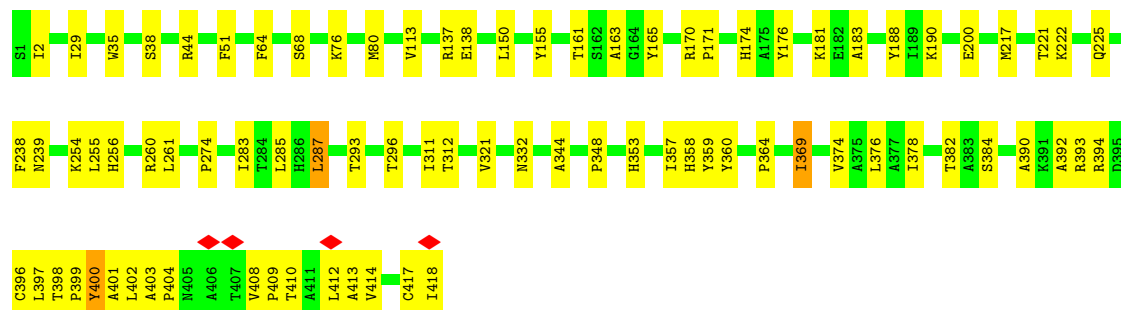 S1 I2 I29 W35 S38 R44 F51 F64 S68 K76 M80 V113 R137 E138 L150 Y155 T161 S162 A163 G164 Y165 R170 P171 H174 A175 Y176 K181 E182 A183 Y188 I189 K190 E200 M217 T221 K222 Q225
F238 N239 K254 L255 H256 R260 L261 P274 I283 T284 L285 H286 L287 T293 T296 I311 T312 V321 N332 A344 P348 H353 I357 H358 Y359 Y360 P364 I369 V374 A375 L376 A377 I378 T382 A383 S384 A390 K391 A392 R393 R394 D395
C396 L397 T398 P399 Y400 A401 L402 A403 P404 N405 A406 T407 V408 P409 T410 A411 L412 A413 V414 C417 I418